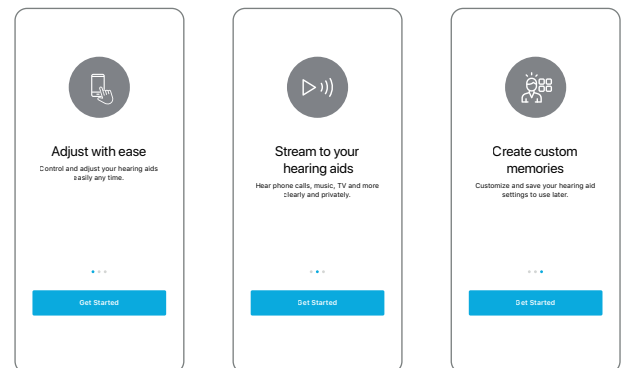 Adjust with ease
Control and adjust your hearing aids
easily any time.
Get Started
Stream to your
hearing aids
Hear phone calls, music, TV and more
clearly and privately.
Get Started
Create custom
memories
Customize and save your hearing aid
settings to use later.
Get Started